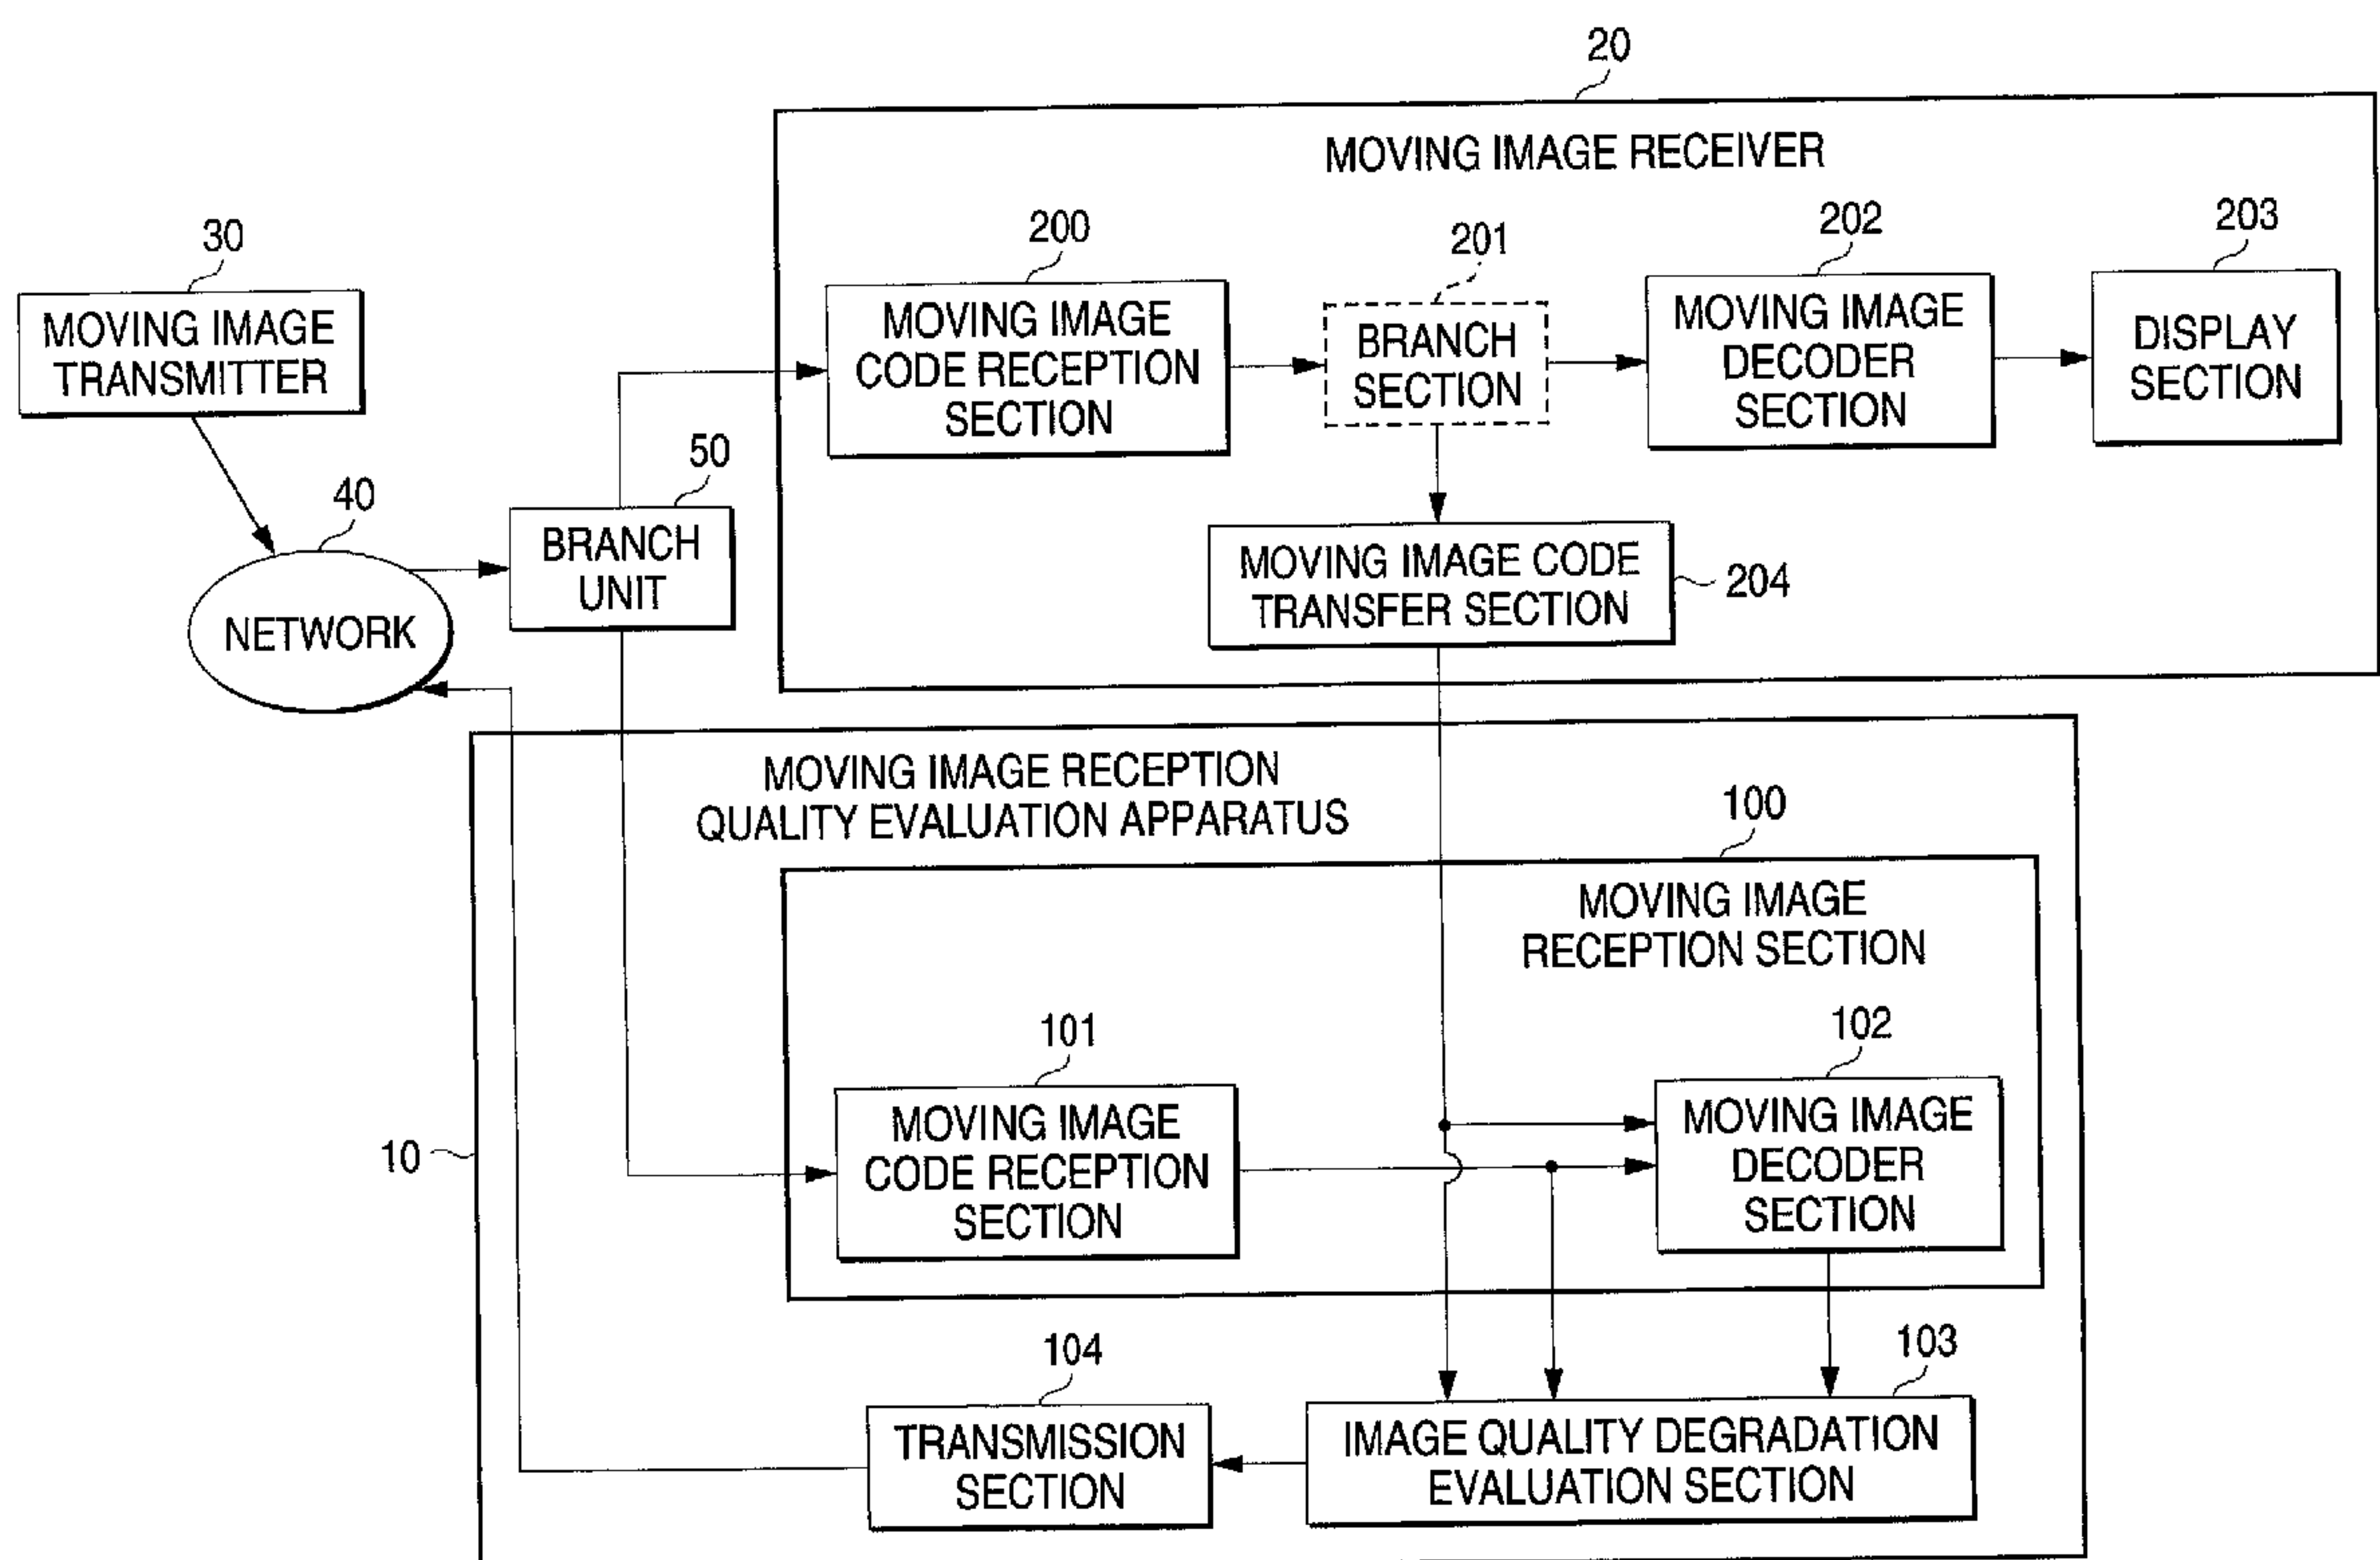 20
MOVING IMAGE RECEIVER
30
MOVING IMAGE
TRANSMITTER
200
MOVING IMAGE
CODE RECEPTION
SECTION
201
BRANCH
SECTION
202
MOVING IMAGE
DECODER
SECTION
203
DISPLAY
SECTION
40
NETWORK
50
BRANCH
UNIT
MOVING IMAGE CODE
TRANSFER SECTION
204
MOVING IMAGE RECEPTION
QUALITY EVALUATION APPARATUS
100
MOVING IMAGE
RECEPTION SECTION
10
101
MOVING IMAGE
CODE RECEPTION
SECTION
102
MOVING IMAGE
DECODER
SECTION
104
TRANSMISSION
SECTION
103
IMAGE QUALITY DEGRADATION
EVALUATION SECTION